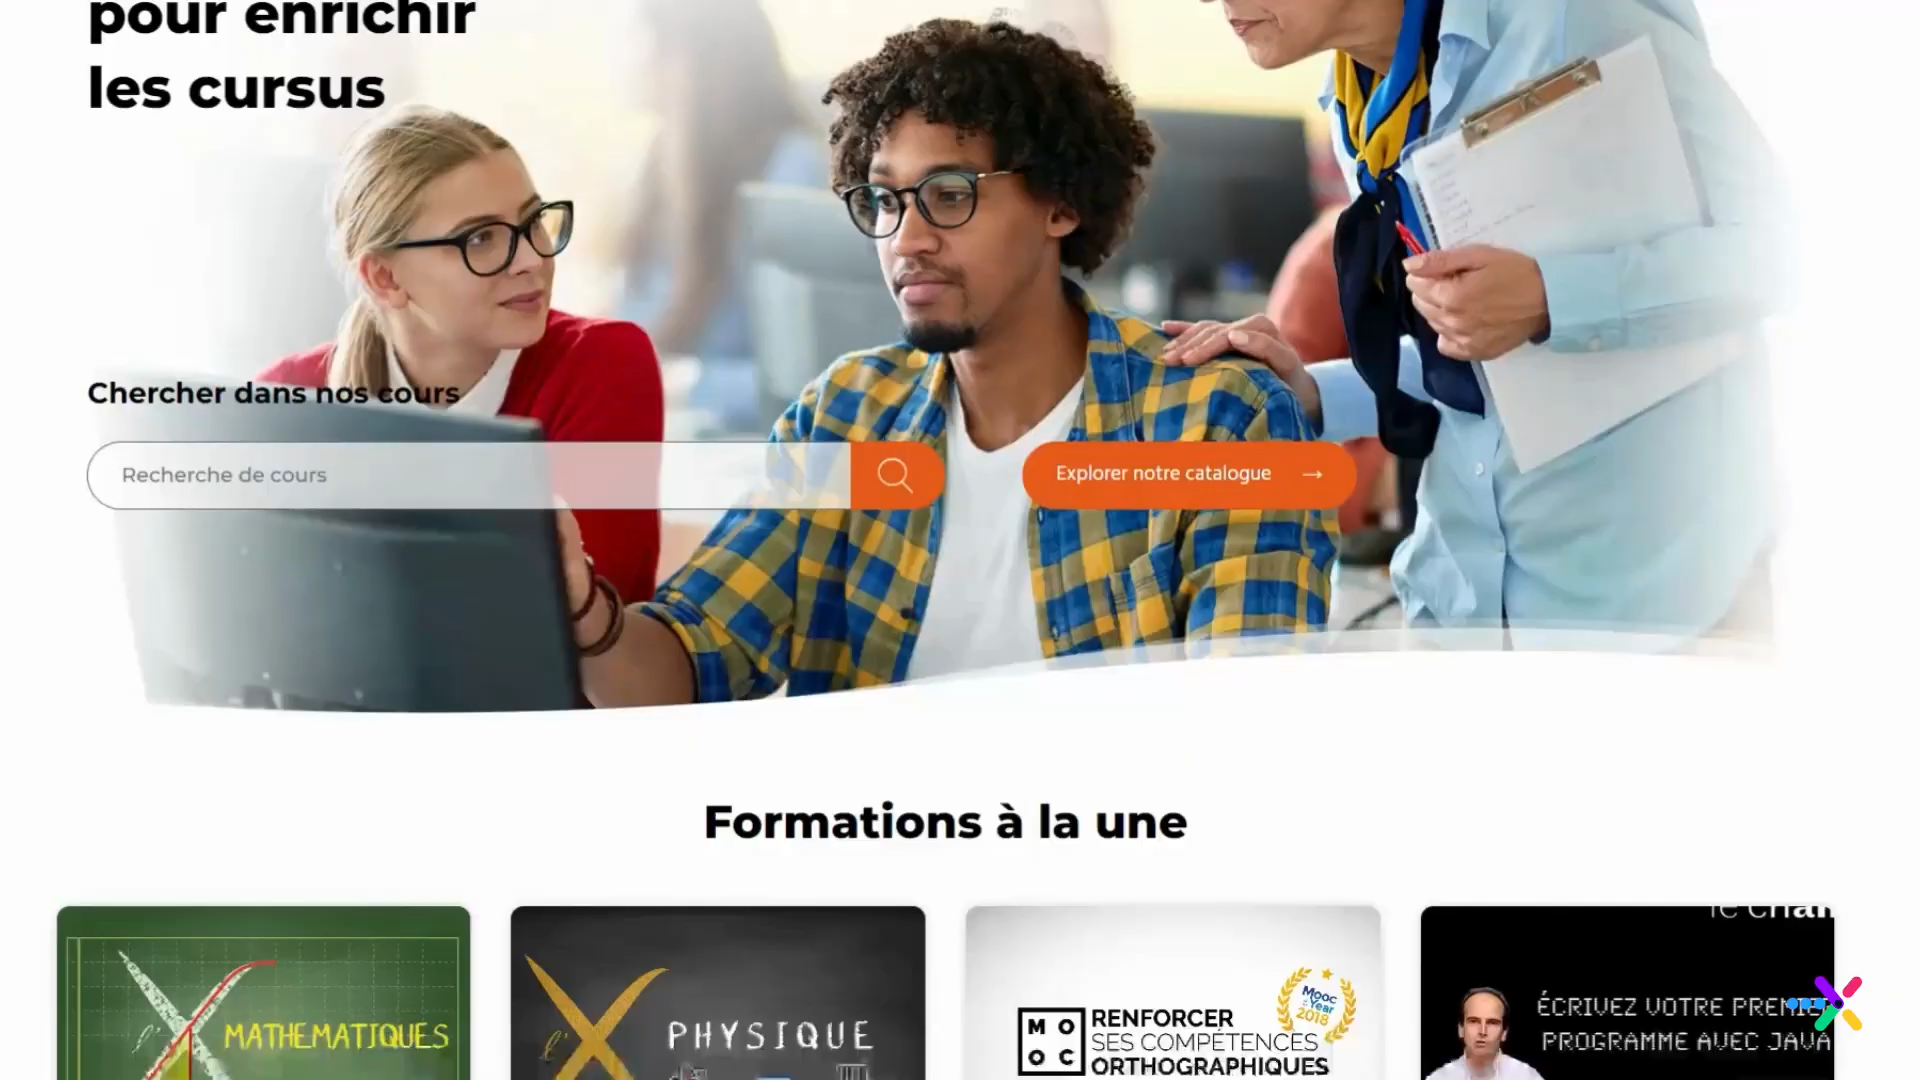 pour enrichir
les cursus
Chercher dans nos cours
Recherche de cours
Explorer notre catalogue →
Formations à la une
MATHEMATIQUES
PHYSIQUE
MOOC
RENFORCER
SES COMPÉTENCES
ORTHOGRAPHIQUES
Mooc
of the
Year
2018
ÉCRIVEZ VOTRE
PROGRAMME AVEC JAVA